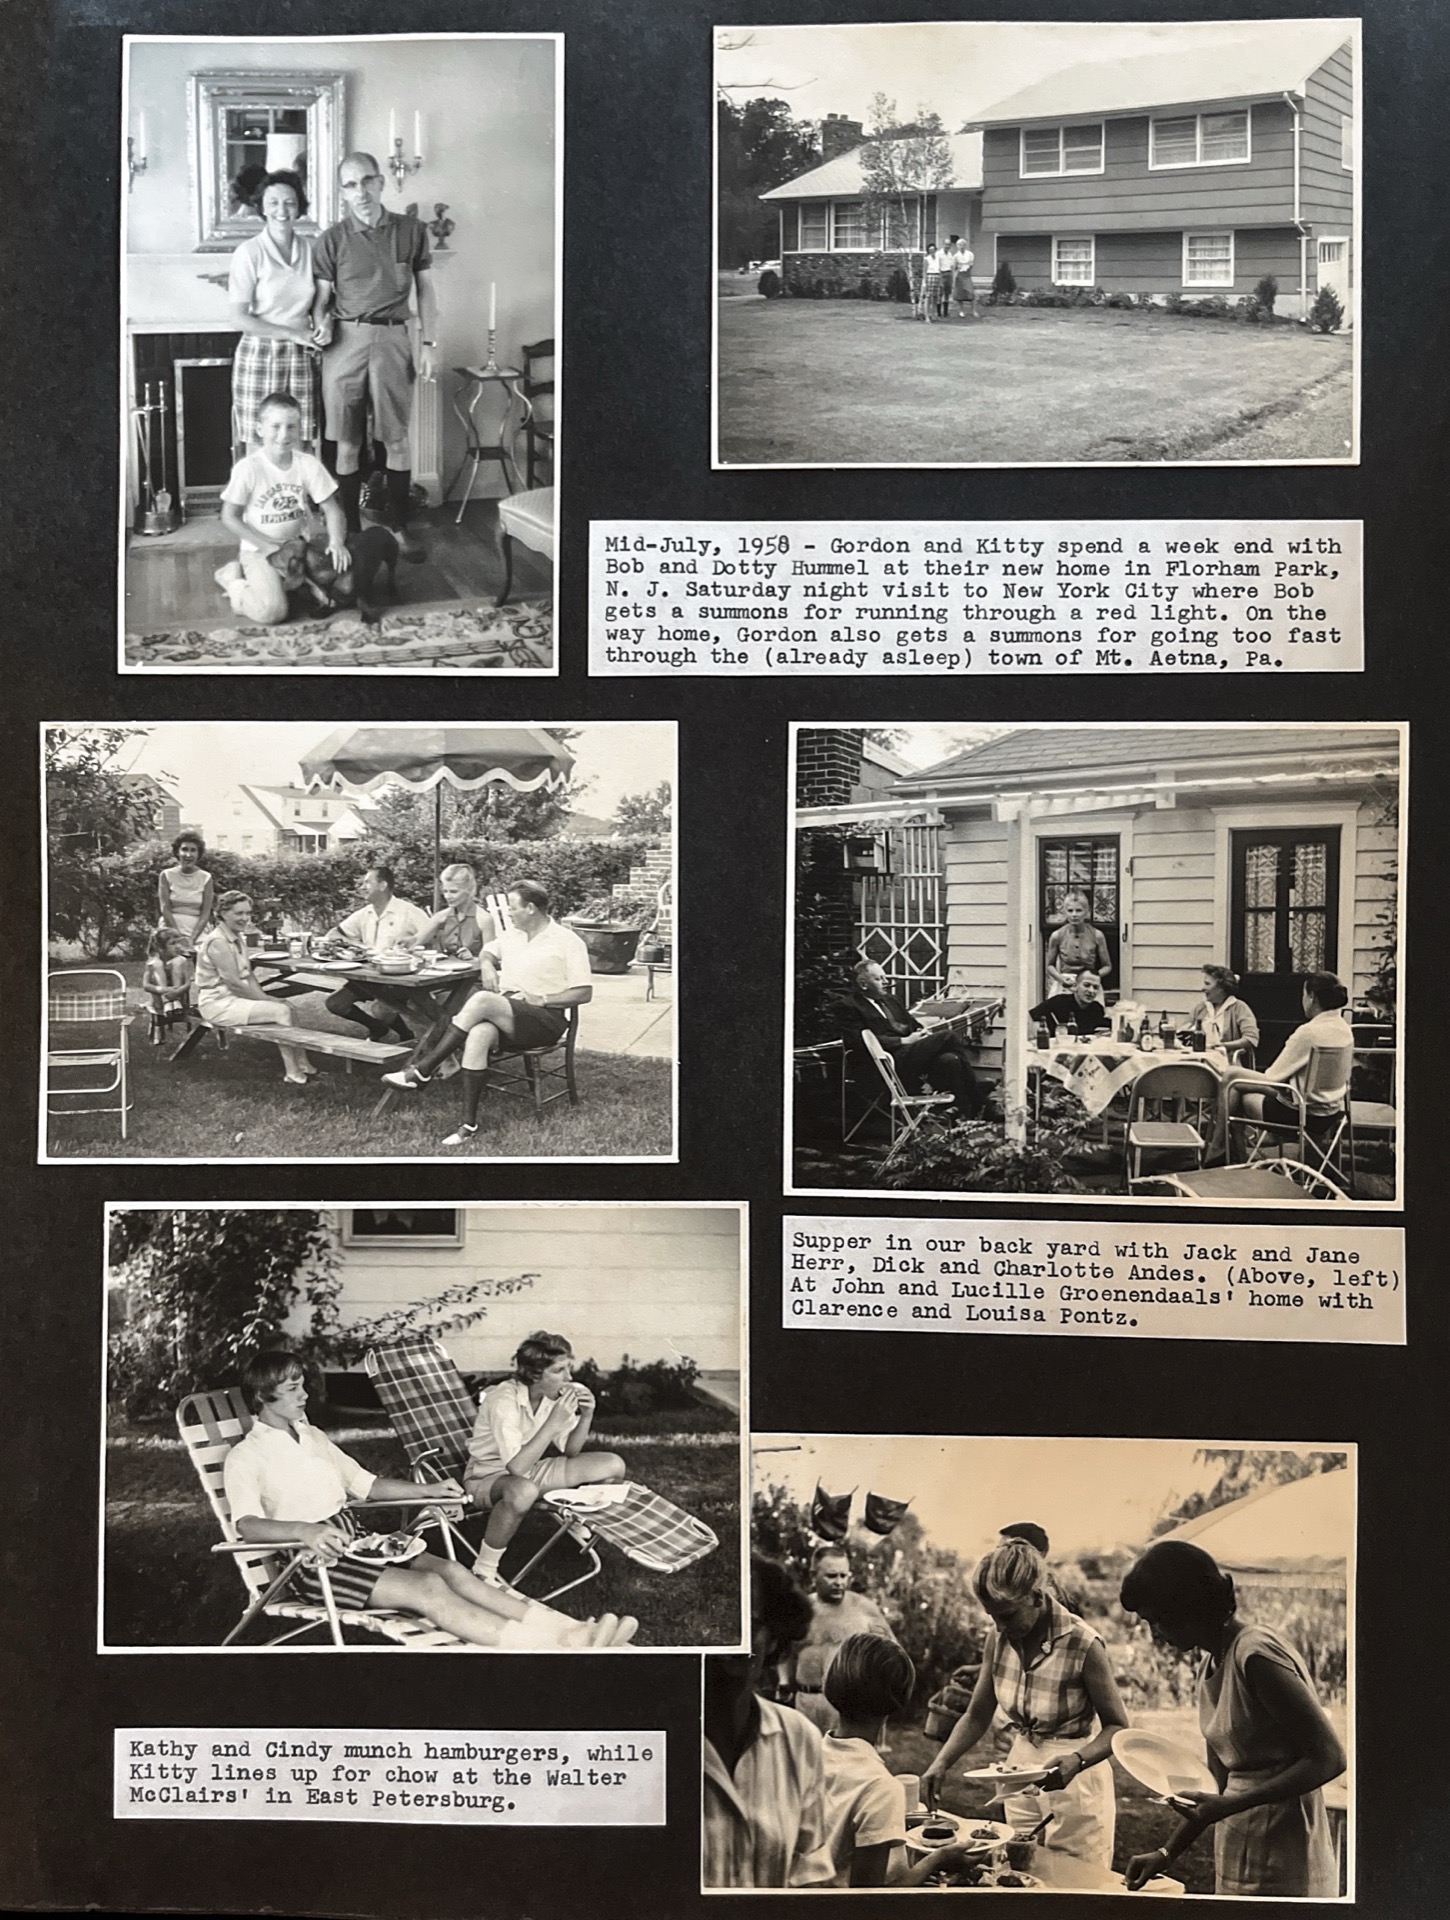 LANCASTER
Mid-July, 1958 - Gordon and Kitty spend a week end with
Bob and Dotty Hummel at their new home in Florham Park,
N. J. Saturday night visit to New York City where Bob
gets a summons for running through a red light. On the
way home, Gordon also gets a summons for going too fast
through the (already asleep) town of Mt. Aetna, Pa.
Supper in our back yard with Jack and Jane
Herr, Dick and Charlotte Andes. (Above, left)
At John and Lucille Groenendaals' home with
Clarence and Louisa Pontz.
Kathy and Cindy munch hamburgers, while
Kitty lines up for chow at the Walter
McClairs' in East Petersburg.